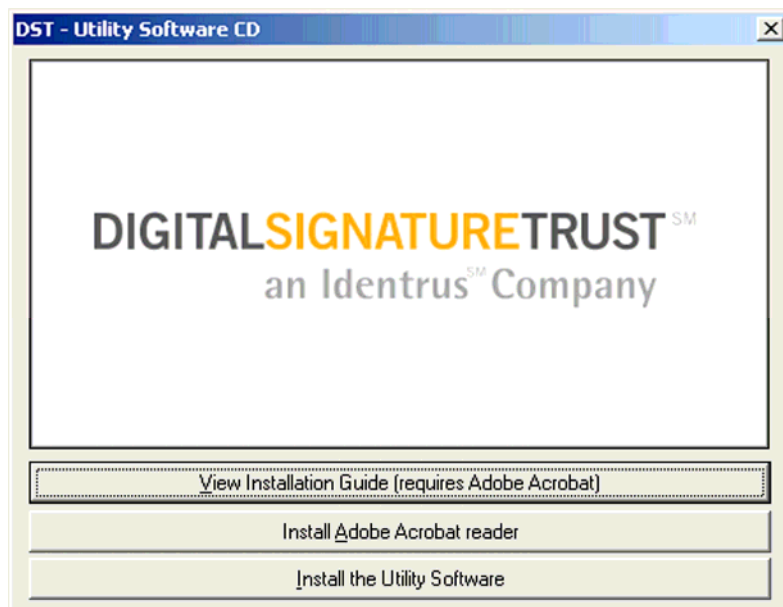 DST - Utility Software CD
DIGITALSIGNATURETRUST SM
an Identrus SM Company
View Installation Guide (requires Adobe Acrobat)
Install Adobe Acrobat reader
Install the Utility Software